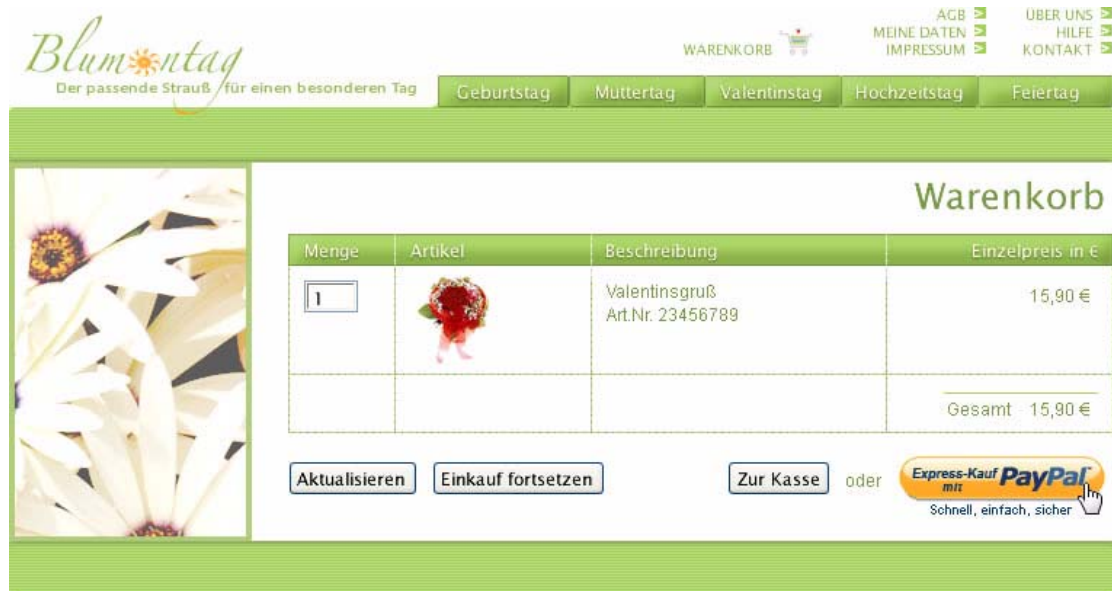 Blumontag
Der passende Strauß für einen besonderen Tag
WARENKORB
AGB
MEINE DATEN
IMPRESSUM
ÜBER UNS
HILFE
KONTAKT
Geburtstag Muttertag Valentinstag Hochzeitstag Feiertag
Warenkorb
Menge Artikel Beschreibung Einzelpreis in €
1 Valentinsgruß 15,90 €
Art.Nr. 23456789
Gesamt 15,90 €
Aktualisieren Einkauf fortsetzen Zur Kasse oder Express-Kauf mit PayPal
Schnell, einfach, sicher